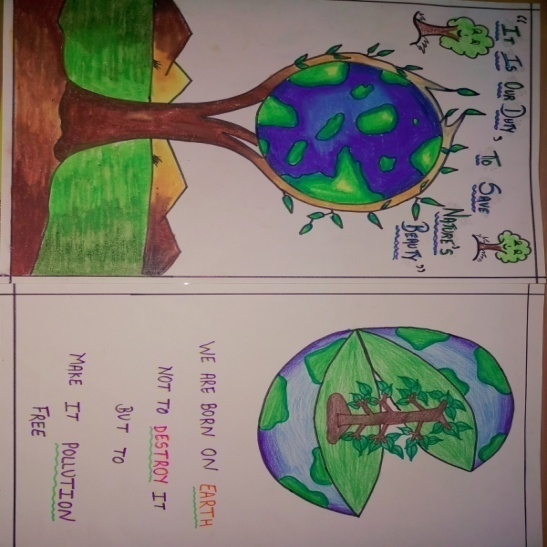 "IT IS OUR DUTY, TO SAVE
NATURE'S
BEAUTY"
WE ARE BORN ON EARTH
NOT TO DESTROY IT
BUT TO
MAKE IT POLLUTION
FREE